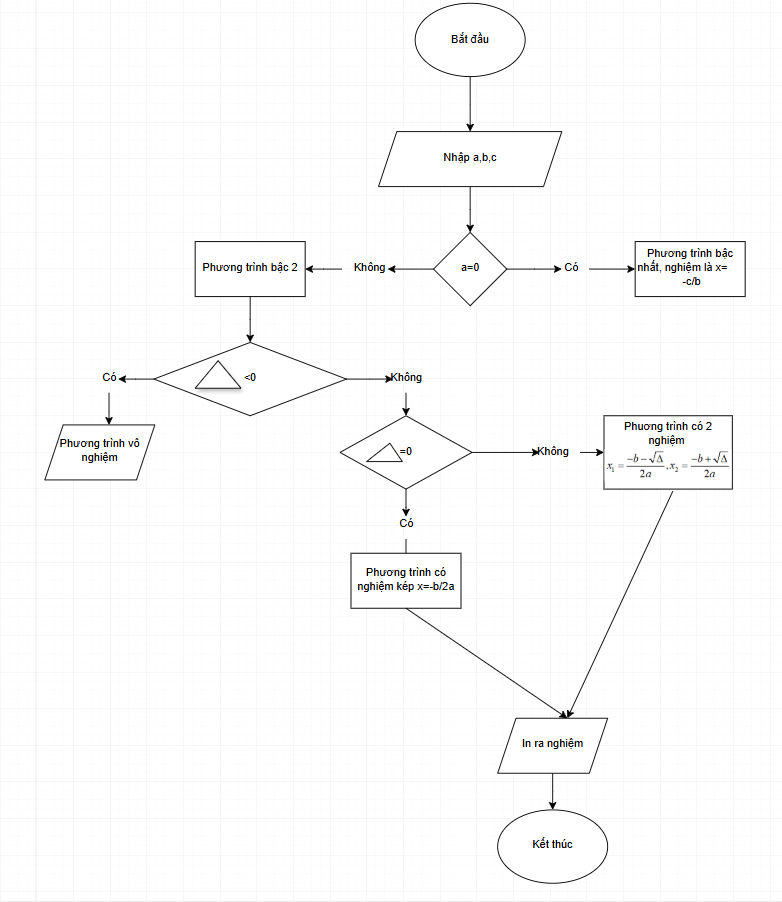 Bắt đầu
Nhập a,b,c
Phương trình bậc 2
Không
a=0
Có
Phương trình bậc
nhất, nghiệm là x=
-c/b
Có
<0
Không
Phương trình vô
nghiệm
=0
Không
Phuơng trình có 2
nghiệm
x₁ = (-b-√Δ)/2a, x₂ = (-b+√Δ)/2a
Có
Phương trình có
nghiệm kép x=-b/2a
In ra nghiệm
Kết thúc